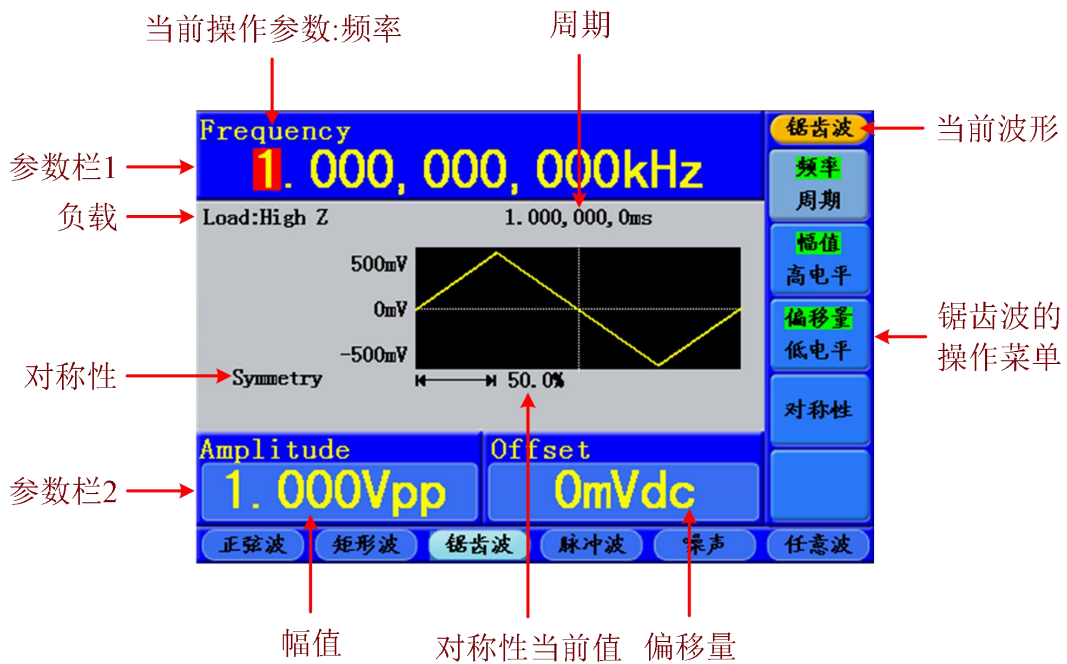 当前操作参数:频率
周期
Frequency
锯齿波
当前波形
参数栏1
1.000,000,000kHz
频率
周期
负载
Load:High Z
1.000,000,0ms
500mV
幅值
高电平
0mV
偏移量
低电平
锯齿波的
操作菜单
-500mV
对称性
Symmetry
50.0%
对称性
Amplitude
Offset
参数栏2
1.000Vpp
0mVdc
正弦波
矩形波
锯齿波
脉冲波
噪声
任意波
幅值
对称性当前值
偏移量